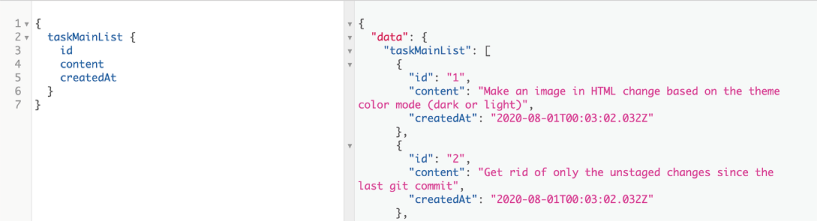 1 {
2 taskMainList {
3 id
4 content
5 createdAt
6 }
7 }
{
"data": {
"taskMainList": [
{
"id": "1",
"content": "Make an image in HTML change based on the theme
color mode (dark or light)",
"createdAt": "2020-08-01T00:03:02.032Z"
},
{
"id": "2",
"content": "Get rid of only the unstaged changes since the
last git commit",
"createdAt": "2020-08-01T00:03:02.032Z"
},